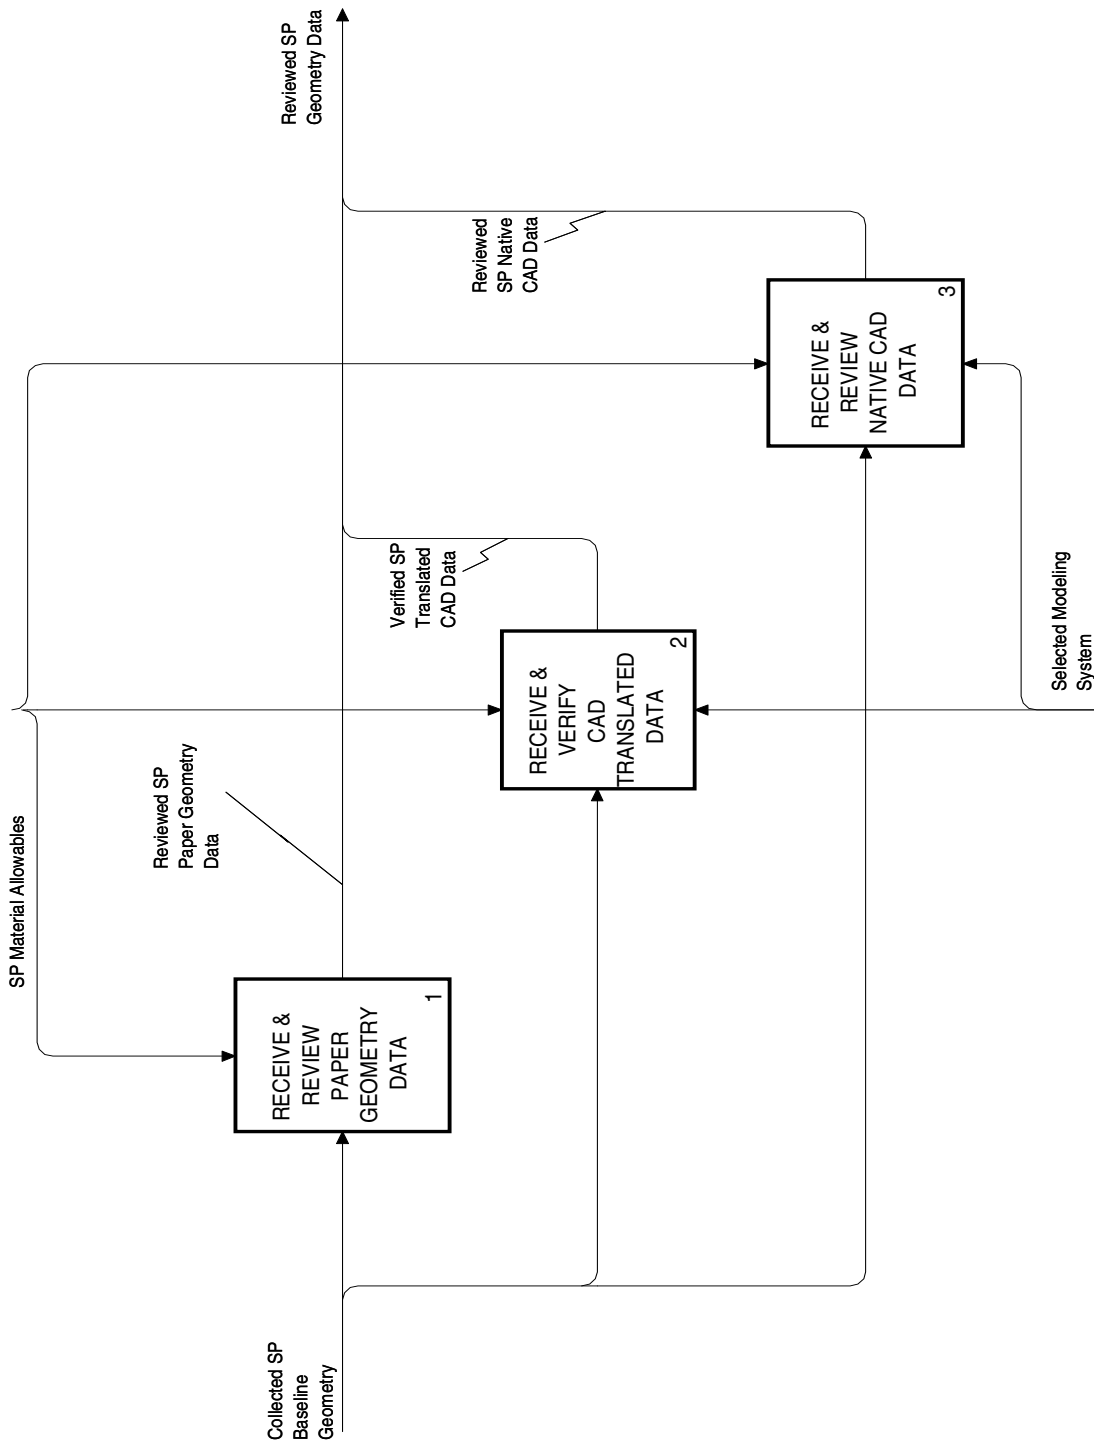 SP Material Allowables
Collected SP
Baseline
Geometry
RECEIVE &
REVIEW
PAPER
GEOMETRY
DATA
1
Reviewed SP
Paper Geometry
Data
RECEIVE &
VERIFY
CAD
TRANSLATED
DATA
2
Verified SP
Translated
CAD Data
RECEIVE &
REVIEW
NATIVE CAD
DATA
3
Reviewed
SP Native
CAD Data
Reviewed SP
Geometry Data
Selected Modeling
System